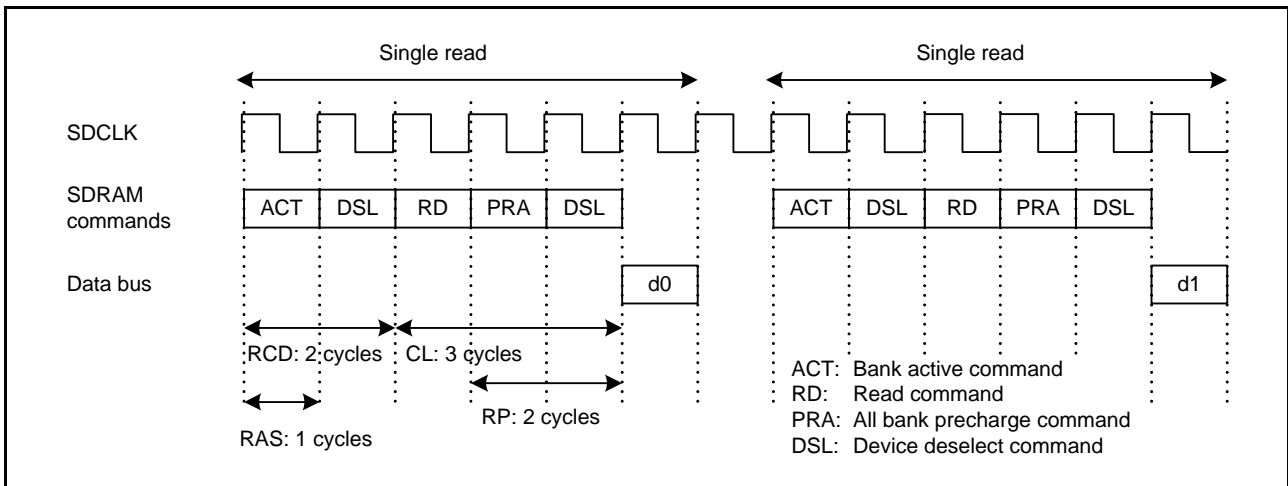 Single read
Single read
SDCLK
SDRAM
commands
ACT DSL RD PRA DSL
ACT DSL RD PRA DSL
Data bus
d0
d1
RCD: 2 cycles
CL: 3 cycles
RP: 2 cycles
RAS: 1 cycles
ACT: Bank active command
RD: Read command
PRA: All bank precharge command
DSL: Device deselect command